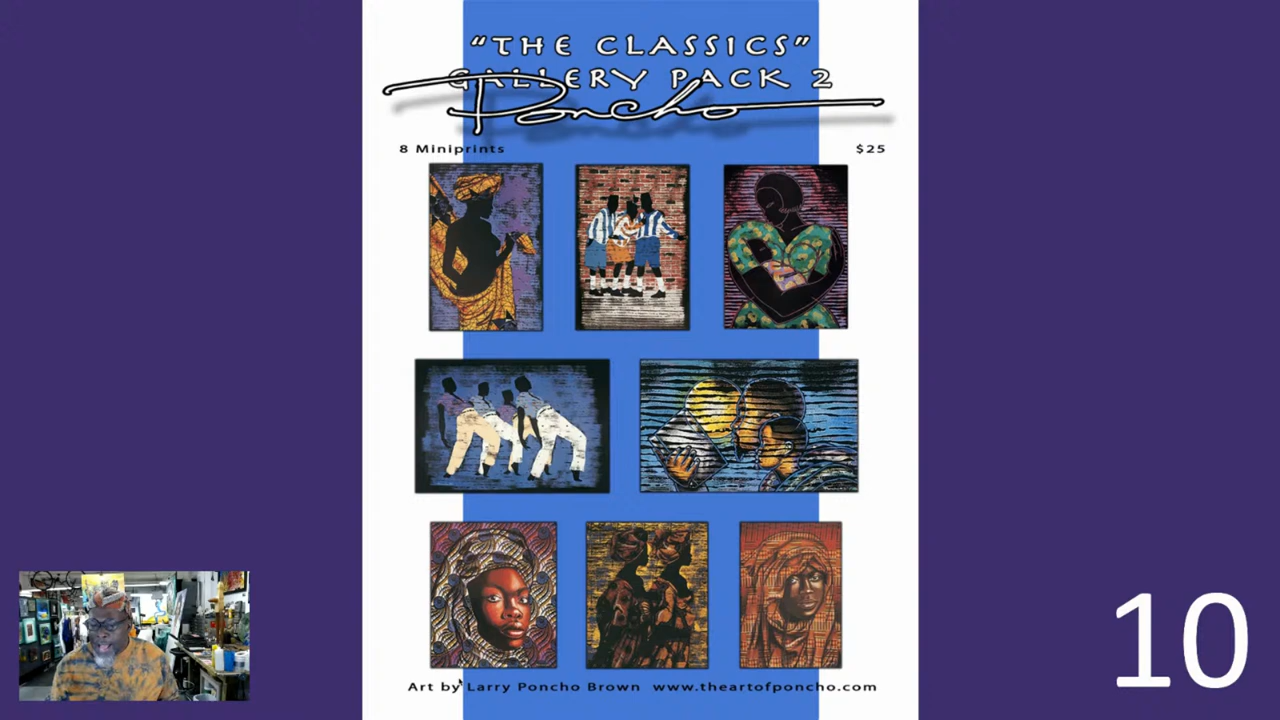 "THE CLASSICS"
GALLERY PACK 2
Poncho
8 Miniprints
$25
Art by Larry Poncho Brown www.theartofponcho.com
10